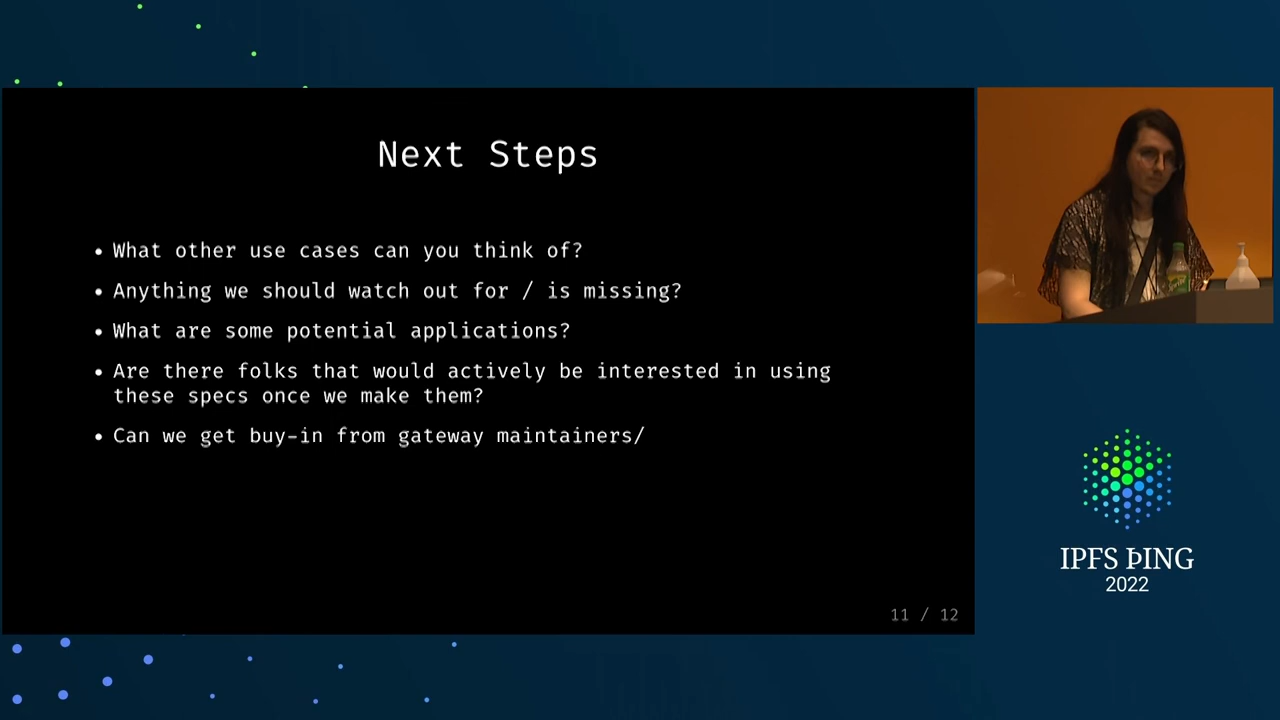 Next Steps
• What other use cases can you think of?
• Anything we should watch out for / is missing?
• What are some potential applications?
• Are there folks that would actively be interested in using
these specs once we make them?
• Can we get buy-in from gateway maintainers/
11 / 12
IPFS ÞING
2022